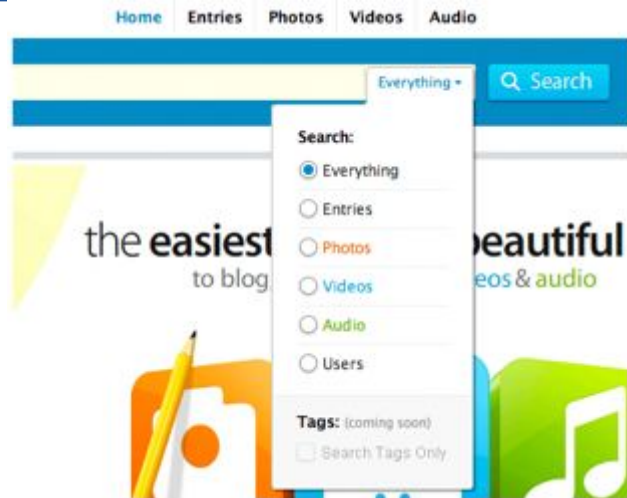 Home Entries Photos Videos Audio
Everything
Search
Search:
Everything
Entries
Photos
Videos
Audio
Users
Tags: (coming soon)
Search Tags Only
the easiest
eautiful
to blog
eos & audio